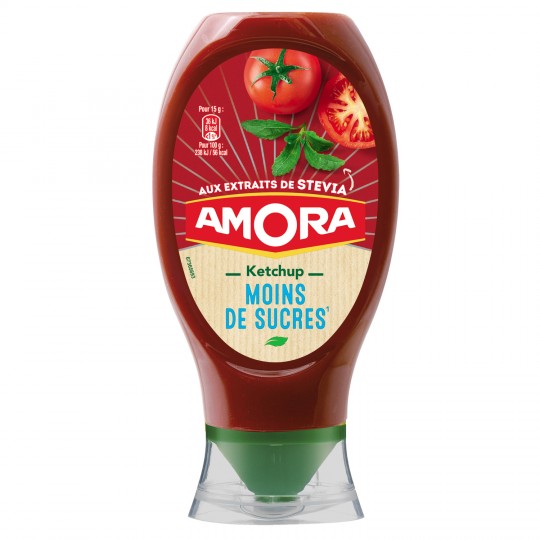 Pour 15 g :
36 kJ
8 kcal
Pour 100 g :
238 kJ / 56 kcal
AUX EXTRAITS DE STEVIA
AMORA
Ketchup
MOINS
DE SUCRES¹